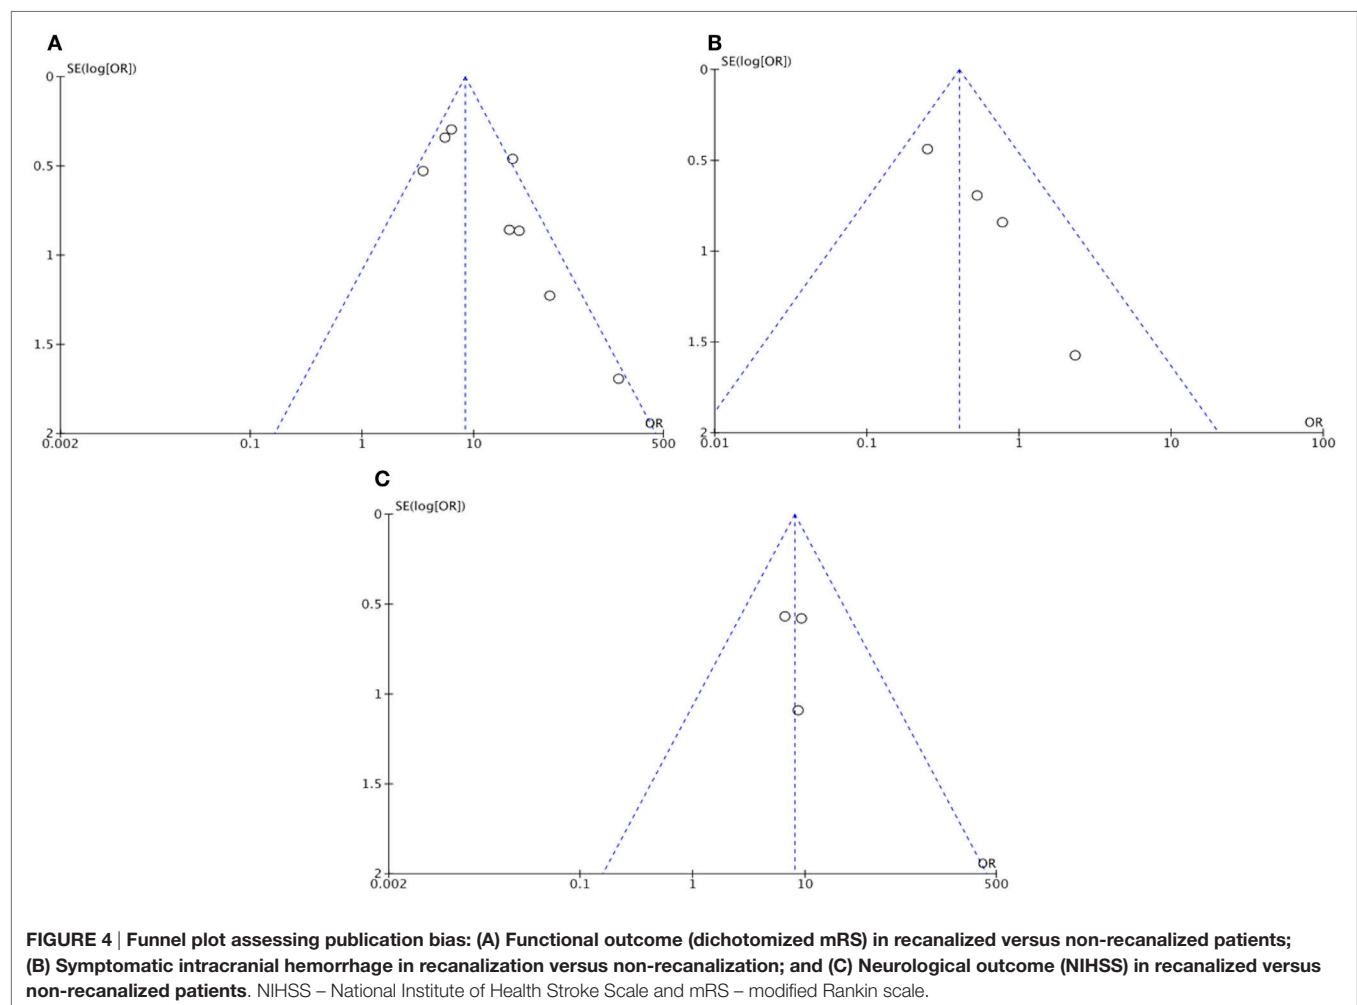 A
SE(log[OR])
0
0.5
1
1.5
2
0.002 0.1 1 10 500
OR
B
SE(log[OR])
0
0.5
1
1.5
2
0.01 0.1 1 10 100
OR
C
SE(log[OR])
0
0.5
1
1.5
2
0.002 0.1 1 10 500
OR
FIGURE 4 | Funnel plot assessing publication bias: (A) Functional outcome (dichotomized mRS) in recanalized versus non-recanalized patients;
(B) Symptomatic intracranial hemorrhage in recanalization versus non-recanalization; and (C) Neurological outcome (NIHSS) in recanalized versus
non-recanalized patients. NIHSS – National Institute of Health Stroke Scale and mRS – modified Rankin scale.